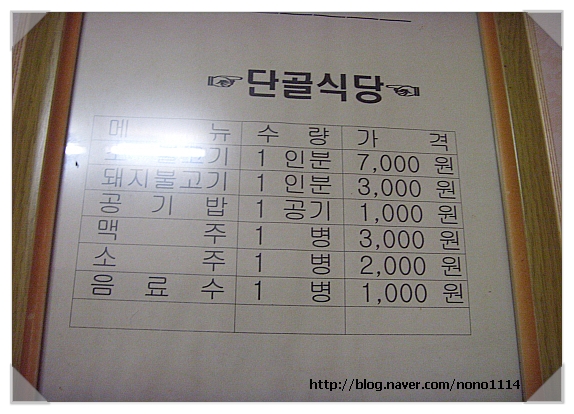 ☞단골식당☜
메 뉴 수 량 가 격
1 인분 7,000 원
돼지불고기 1 인분 3,000 원
공 기 밥 1 공기 1,000 원
맥 주 1 병 3,000 원
소 주 1 병 2,000 원
음 료 수 1 병 1,000 원
http://blog.naver.com/nono1114